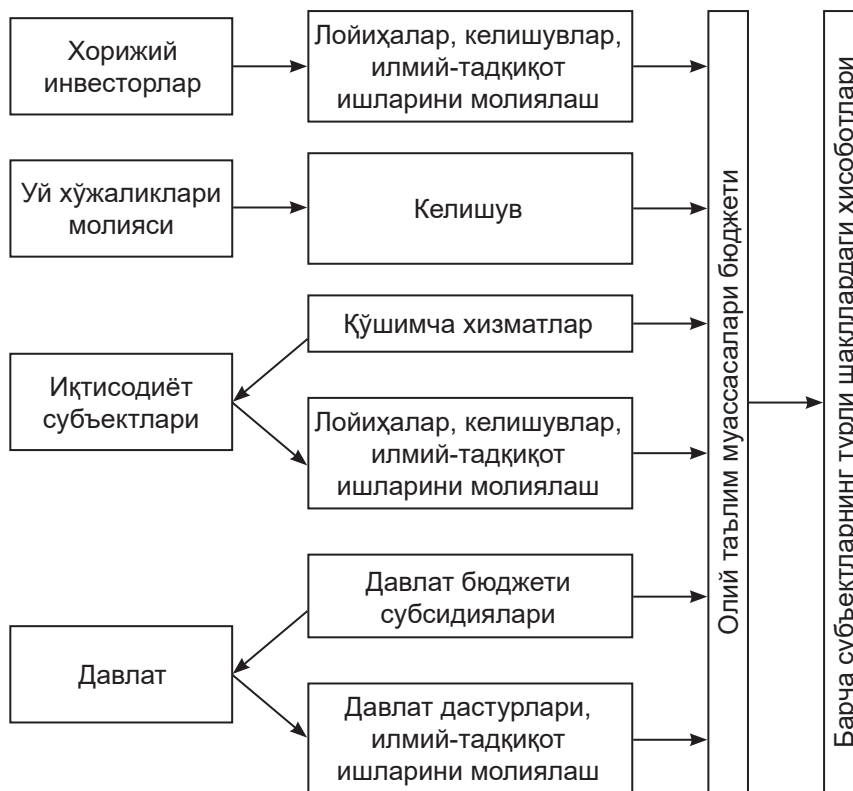 Хорижий
инвесторлар
Лойиҳалар, келишувлар,
илмий-тадқиқот
ишларини молиялаш
Уй хўжаликлари
молияси
Келишув
Қўшимча хизматлар
Иқтисодиёт
субъектлари
Лойиҳалар, келишувлар,
илмий-тадқиқот
ишларини молиялаш
Давлат бюджети
субсидиялари
Давлат
Давлат дастурлари,
илмий-тадқиқот
ишларини молиялаш
Олий таълим муассасалари бюджети
Барча субъектларнинг турли шакллардаги хисоботлари